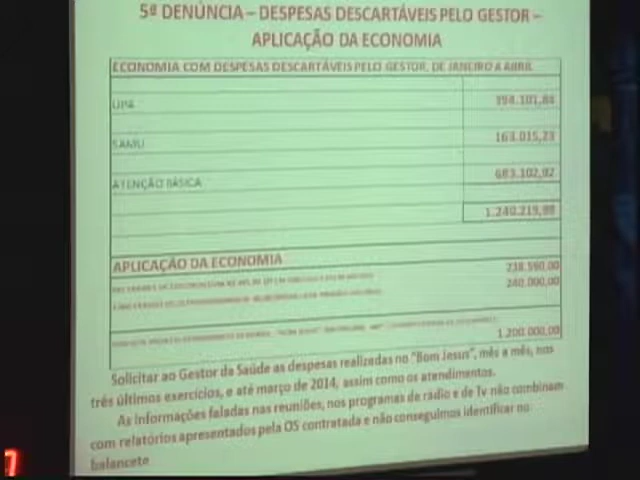 5ª DENÚNCIA – DESPESAS DESCARTÁVEIS PELO GESTOR –
APLICAÇÃO DA ECONOMIA
ECONOMIA COM DESPESAS DESCARTÁVEIS PELO GESTOR, DE JANEIRO A ABRIL
UPA 394.101,84
SAMU 163.015,23
ATENÇÃO BÁSICA 683.102,92
1.240.219,98
APLICAÇÃO DA ECONOMIA
238.560,00
240.000,00
1.200.000,00
Solicitar ao Gestor da Saúde as despesas realizadas no "Bom Jesus", mês a mês, nos
três últimos exercícios, e até março de 2014, assim como os atendimentos.
As informações faladas nas reuniões, nos programas de rádio e de Tv não combinam
com relatórios apresentados pela OS contratada e não conseguimos identificar no
balancete